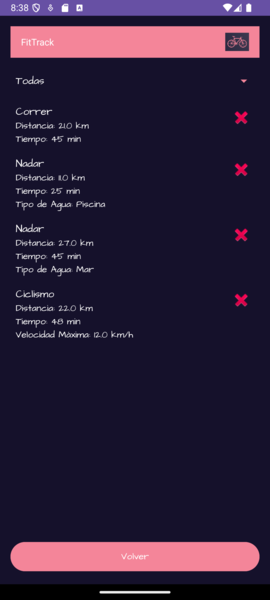 8:38
FitTrack
Todas
Correr
Distancia: 21.0 km
Tiempo: 45 min
Nadar
Distancia: 11.0 km
Tiempo: 25 min
Tipo de Agua: Piscina
Nadar
Distancia: 27.0 km
Tiempo: 45 min
Tipo de Agua: Mar
Ciclismo
Distancia: 22.0 km
Tiempo: 48 min
Velocidad Máxima: 12.0 km/h
Volver